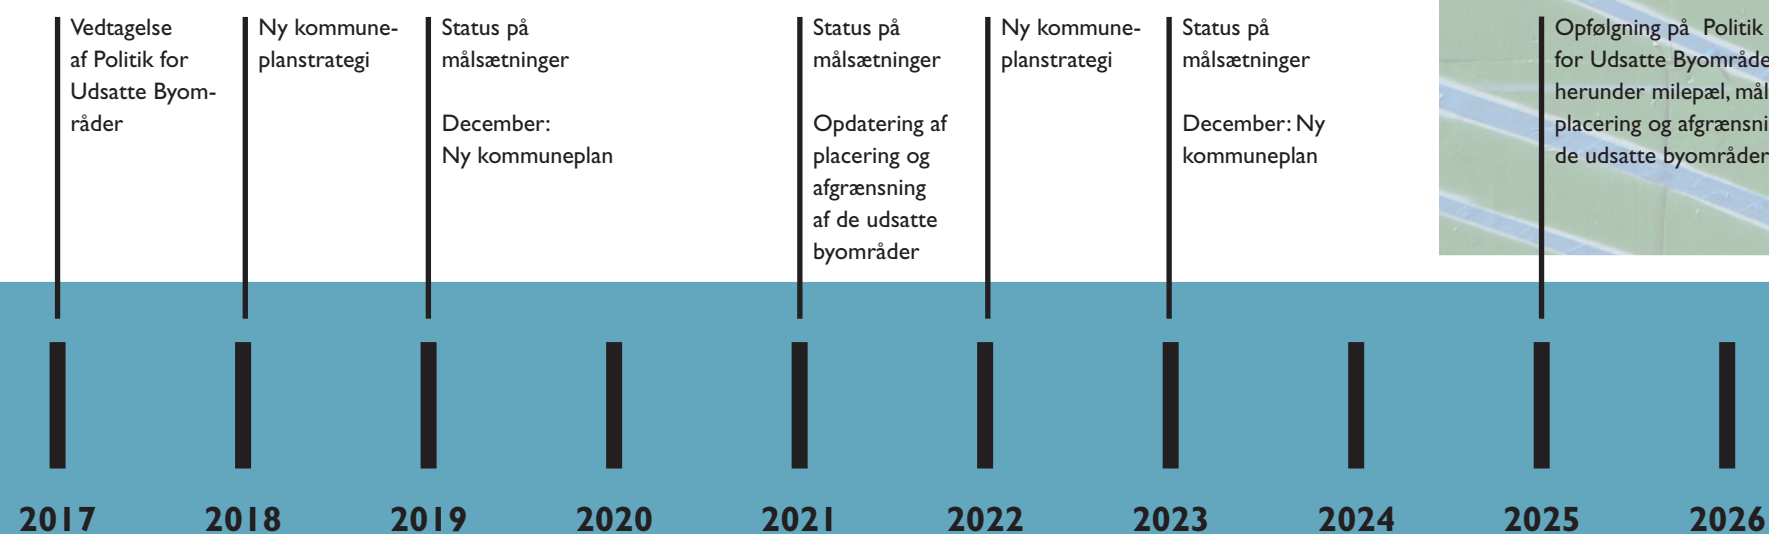 Vedtagelse
af Politik for
Udsatte Byom-
råder
Ny kommune-
planstrategi
Status på
målsætninger
December:
Ny kommuneplan
Status på
målsætninger
Opdatering af
placering og
afgrænsning
af de udsatte
byområder
Ny kommune-
planstrategi
Status på
målsætninger
December: Ny
kommuneplan
Opfølgning på Politik
for Udsatte Byområde
herunder milepæl, mål
placering og afgrænsni
de udsatte byområder
2017 2018 2019 2020 2021 2022 2023 2024 2025 2026